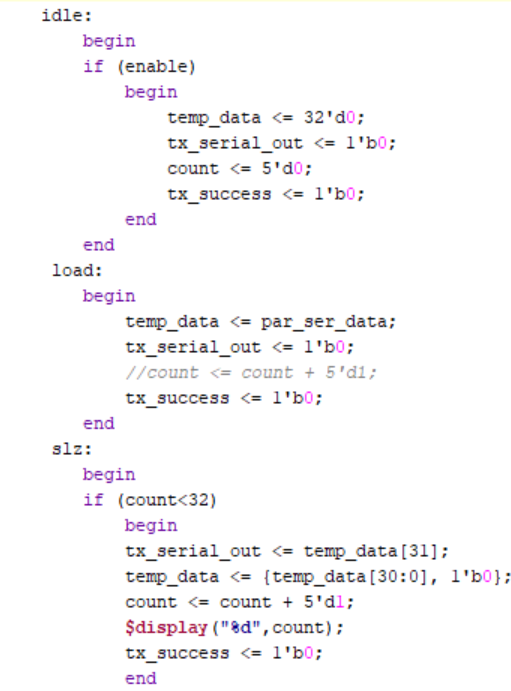 idle:
begin
if (enable)
begin
temp_data <= 32'd0;
tx_serial_out <= 1'b0;
count <= 5'd0;
tx_success <= 1'b0;
end
end
load:
begin
temp_data <= par_ser_data;
tx_serial_out <= 1'b0;
//count <= count + 5'd1;
tx_success <= 1'b0;
end
slz:
begin
if (count<32)
begin
tx_serial_out <= temp_data[31];
temp_data <= {temp_data[30:0], 1'b0};
count <= count + 5'd1;
$display("%d",count);
tx_success <= 1'b0;
end